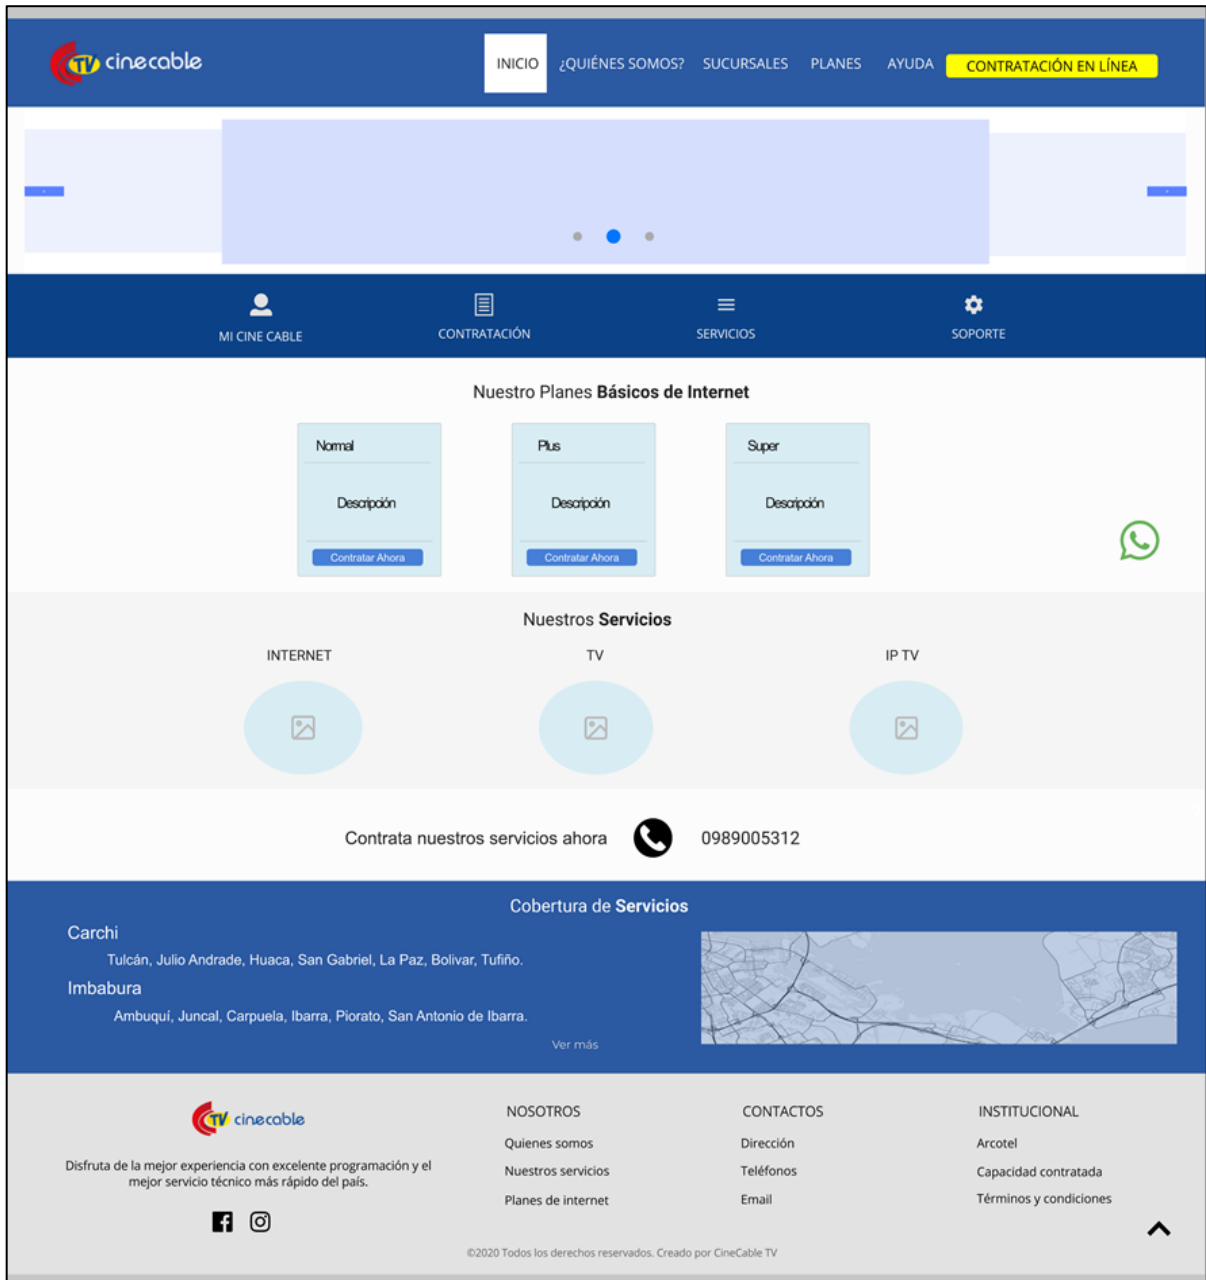 TV cinecable
INICIO ¿QUIÉNES SOMOS? SUCURSALES PLANES AYUDA CONTRATACIÓN EN LÍNEA
MI CINE CABLE CONTRATACIÓN SERVICIOS SOPORTE
Nuestro Planes Básicos de Internet
Normal Plus Super
Descripción Descripción Descripción
Contratar Ahora Contratar Ahora Contratar Ahora
Nuestros Servicios
INTERNET TV IP TV
Contrata nuestros servicios ahora 0989005312
Cobertura de Servicios
Carchi
Tulcán, Julio Andrade, Huaca, San Gabriel, La Paz, Bolivar, Tufiño.
Imbabura
Ambuquí, Juncal, Carpuela, Ibarra, Piorato, San Antonio de Ibarra.
Ver más
TV cinecable
Disfruta de la mejor experiencia con excelente programación y el
mejor servicio técnico más rápido del país.
NOSOTROS
Quienes somos
Nuestros servicios
Planes de internet
CONTACTOS
Dirección
Teléfonos
Email
INSTITUCIONAL
Arcotel
Capacidad contratada
Términos y condiciones
©2020 Todos los derechos reservados. Creado por CineCable TV